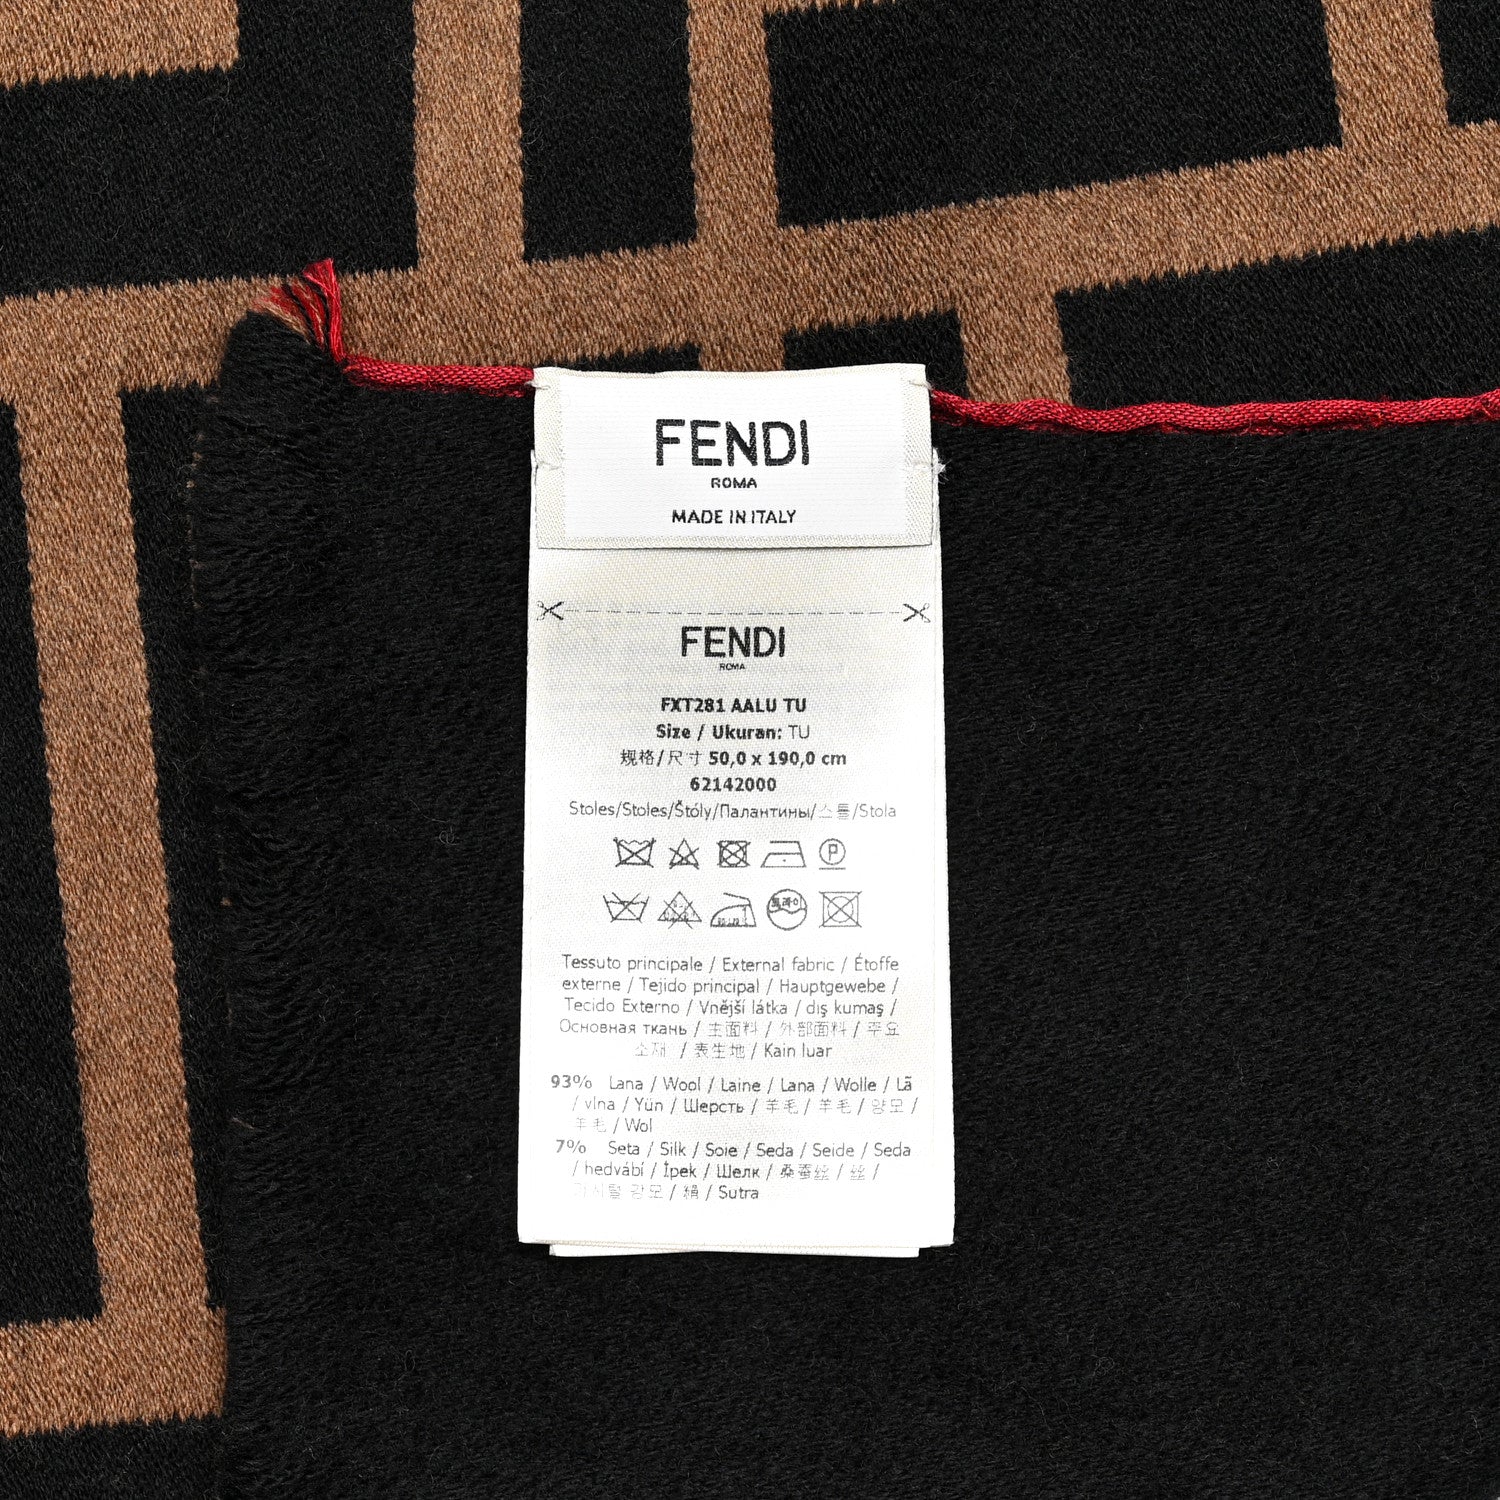 FENDI
ROMA
MADE IN ITALY
FENDI
ROMA
FXT281 AALU TU
Size / Ukuran: TU
规格/尺寸 50,0 x 190,0 cm
62142000
Stoles/Stoles/Štóly/Палантины/스톨/Stola
P
드라이
Tessuto principale / External fabric / Étoffe
externe / Tejido principal / Hauptgewebe /
Tecido Externo / Vnější látka / dış kumaş /
Основная ткань / 主面料 / 外部面料 / 주요
소재 / 表生地 / Kain luar
93% Lana / Wool / Laine / Lana / Wolle / Lã
/ vlna / Yün / Шерсть / 羊毛 / 羊毛 / 양모 /
羊毛 / Wol
7% Seta / Silk / Soie / Seda / Seide / Seda
/ hedvábí / İpek / Шелк / 桑蚕丝 / 丝 /
/ 絹 / Sutra